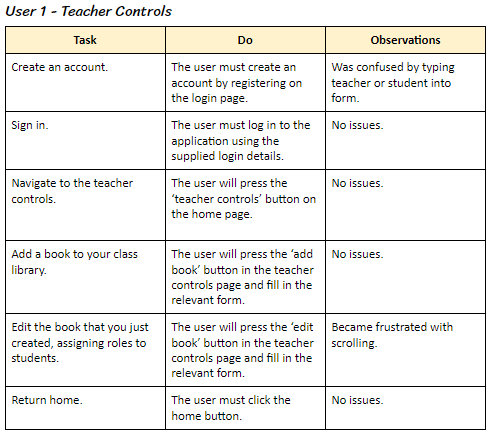 User 1 - Teacher Controls
Task
Do
Observations
Create an account.
The user must create an
account by registering on
the login page.
Was confused by typing
teacher or student into
form.
Sign in.
The user must log in to the
application using the
supplied login details.
No issues.
Navigate to the teacher
controls.
The user will press the
‘teacher controls’ button on
the home page.
No issues.
Add a book to your class
library.
The user will press the ‘add
book’ button in the teacher
controls page and fill in the
relevant form.
No issues.
Edit the book that you just
created, assigning roles to
students.
The user will press the ‘edit
book’ button in the teacher
controls page and fill in the
relevant form.
Became frustrated with
scrolling.
Return home.
The user must click the
home button.
No issues.